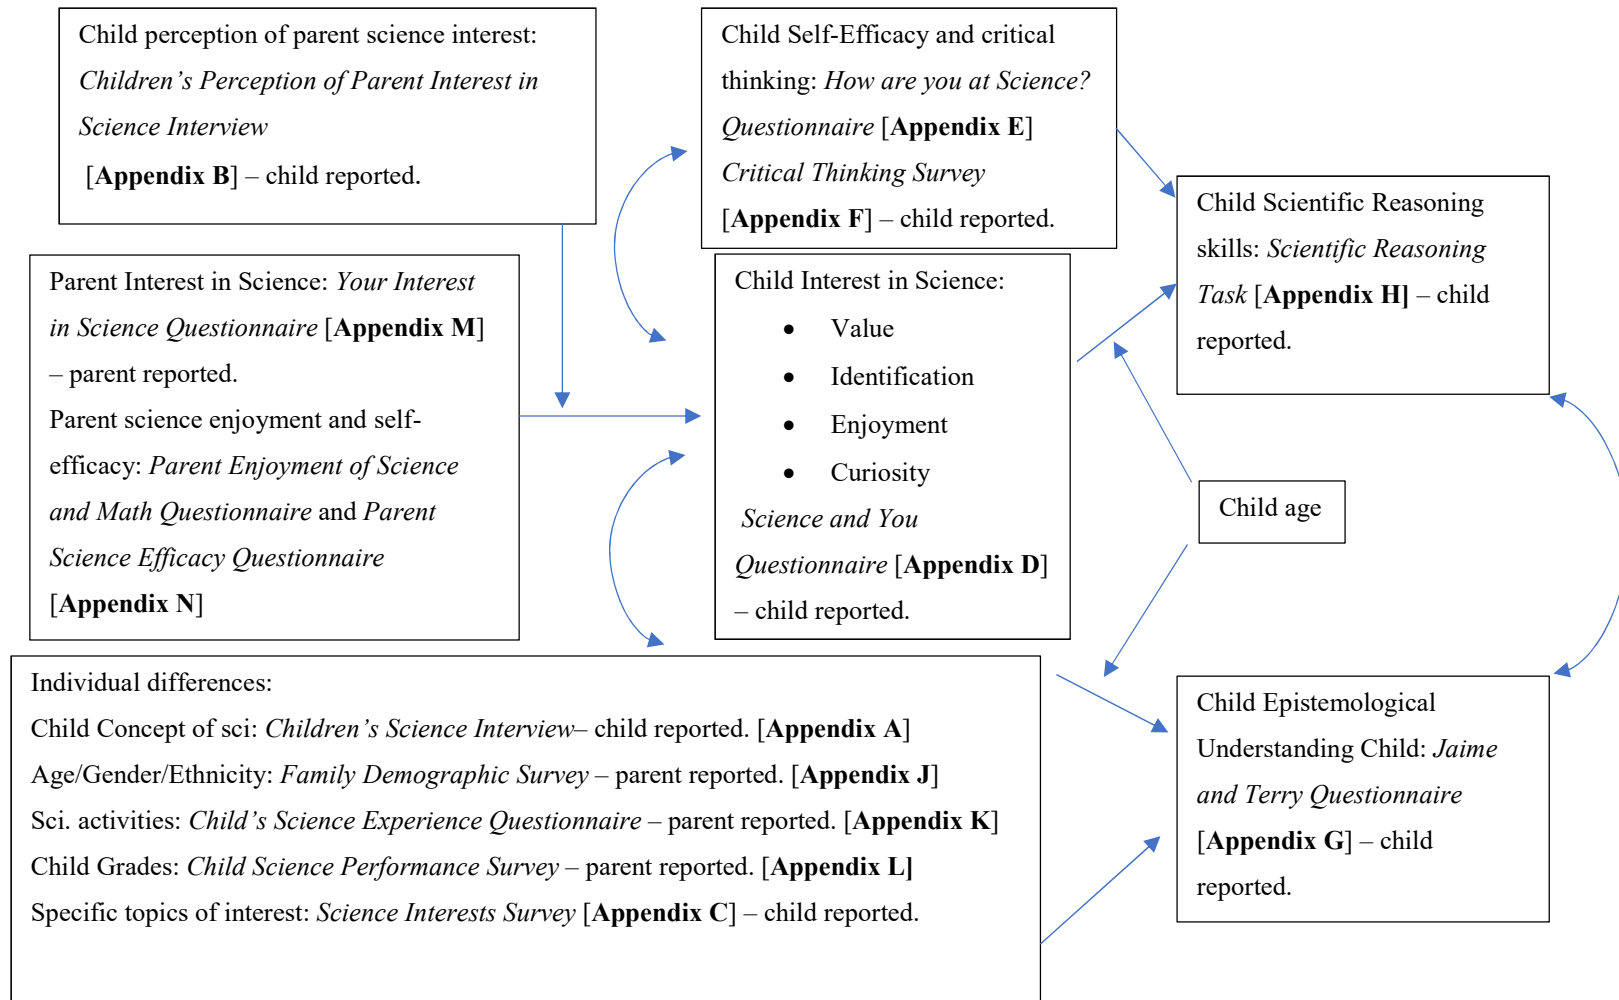 Child perception of parent science interest:
Children’s Perception of Parent Interest in
Science Interview
[Appendix B] – child reported.
Child Self-Efficacy and critical
thinking: How are you at Science?
Questionnaire [Appendix E]
Critical Thinking Survey
[Appendix F] – child reported.
Child Scientific Reasoning
skills: Scientific Reasoning
Task [Appendix H] – child
reported.
Parent Interest in Science: Your Interest
in Science Questionnaire [Appendix M]
– parent reported.
Parent science enjoyment and self-
efficacy: Parent Enjoyment of Science
and Math Questionnaire and Parent
Science Efficacy Questionnaire
[Appendix N]
Child Interest in Science:
• Value
• Identification
• Enjoyment
• Curiosity
Science and You
Questionnaire [Appendix D]
– child reported.
Child age
Individual differences:
Child Concept of sci: Children’s Science Interview– child reported. [Appendix A]
Age/Gender/Ethnicity: Family Demographic Survey – parent reported. [Appendix J]
Sci. activities: Child’s Science Experience Questionnaire – parent reported. [Appendix K]
Child Grades: Child Science Performance Survey – parent reported. [Appendix L]
Specific topics of interest: Science Interests Survey [Appendix C] – child reported.
Child Epistemological
Understanding Child: Jaime
and Terry Questionnaire
[Appendix G] – child
reported.